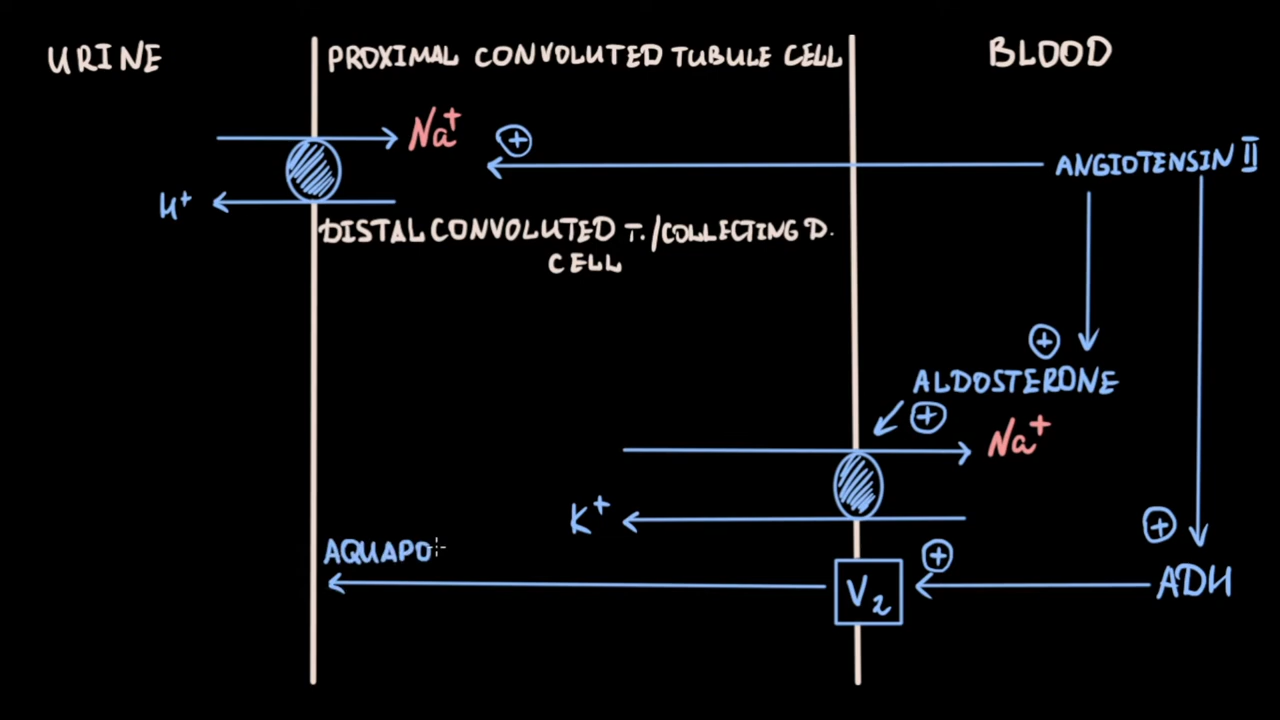 URINE
PROXIMAL CONVOLUTED TUBULE CELL
BLOOD
Na+
+
ANGIOTENSIN II
H+
DISTAL CONVOLUTED T./COLLECTING D.
CELL
+
ALDOSTERONE
+
Na+
K+
+
AQUAPO
+
V2
ADH